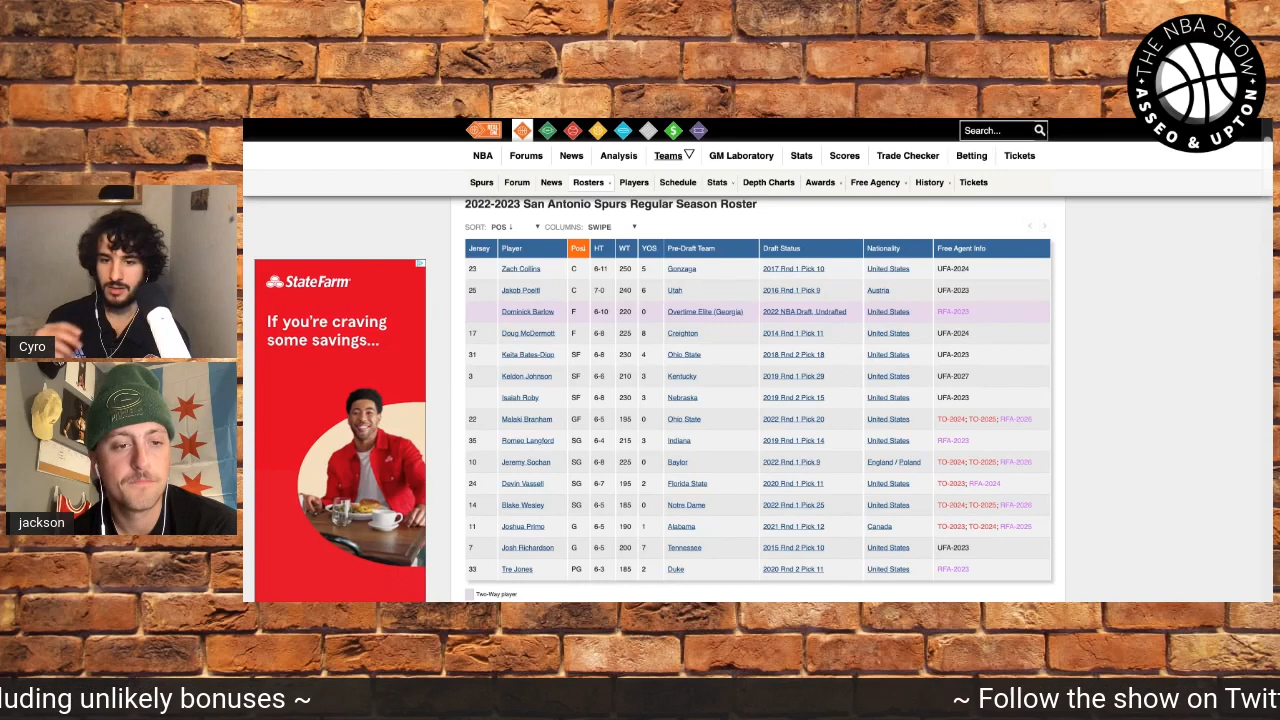 THE NBA SHOW
ASSEO & UPTON
Search...
NBA Forums News Analysis Teams GM Laboratory Stats Scores Trade Checker Betting Tickets
Spurs Forum News Rosters Players Schedule Stats Depth Charts Awards Free Agency History Tickets
2022-2023 San Antonio Spurs Regular Season Roster
SORT: POS ↓ COLUMNS: SWIPE
Jersey Player Pos↓ HT WT YOS Pre-Draft Team Draft Status Nationality Free Agent Info
23 Zach Collins C 6-11 250 5 Gonzaga 2017 Rnd 1 Pick 10 United States UFA-2024
25 Jakob Poeltl C 7-0 240 6 Utah 2016 Rnd 1 Pick 9 Austria UFA-2023
Dominick Barlow F 6-10 220 0 Overtime Elite (Georgia) 2022 NBA Draft, Undrafted United States RFA-2023
17 Doug McDermott F 6-8 225 8 Creighton 2014 Rnd 1 Pick 11 United States UFA-2024
31 Keita Bates-Diop SF 6-8 230 4 Ohio State 2018 Rnd 2 Pick 18 United States UFA-2023
3 Keldon Johnson SF 6-6 210 3 Kentucky 2019 Rnd 1 Pick 29 United States UFA-2027
Isaiah Roby SF 6-8 230 3 Nebraska 2019 Rnd 2 Pick 15 United States UFA-2023
22 Malaki Branham GF 6-5 195 0 Ohio State 2022 Rnd 1 Pick 20 United States TO-2024; TO-2025; RFA-2026
35 Romeo Langford SG 6-4 215 3 Indiana 2019 Rnd 1 Pick 14 United States RFA-2023
10 Jeremy Sochan SG 6-8 225 0 Baylor 2022 Rnd 1 Pick 9 England / Poland TO-2024; TO-2025; RFA-2026
24 Devin Vassell SG 6-7 195 2 Florida State 2020 Rnd 1 Pick 11 United States TO-2023; RFA-2024
14 Blake Wesley SG 6-5 185 0 Notre Dame 2022 Rnd 1 Pick 25 United States TO-2024; TO-2025; RFA-2026
11 Joshua Primo G 6-5 190 1 Alabama 2021 Rnd 1 Pick 12 Canada TO-2023; TO-2024; RFA-2025
7 Josh Richardson G 6-5 200 7 Tennessee 2015 Rnd 2 Pick 10 United States UFA-2023
33 Tre Jones PG 6-3 185 2 Duke 2020 Rnd 2 Pick 11 United States RFA-2023
Two-Way player
StateFarm
If you're craving
some savings...
Cyro
jackson
luding unlikely bonuses ~ ~ Follow the show on Twit